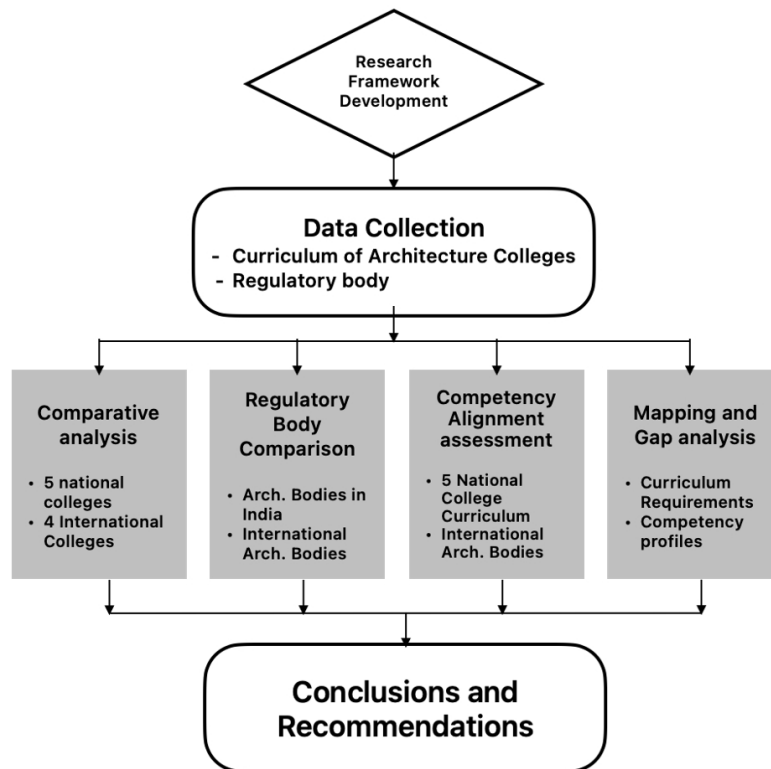 Research
Framework
Development
Data Collection
- Curriculum of Architecture Colleges
- Regulatory body
Comparative
analysis
• 5 national
colleges
• 4 International
Colleges
Regulatory
Body
Comparison
• Arch. Bodies in
India
• International
Arch. Bodies
Competency
Alignment
assessment
• 5 National
College
Curriculum
• International
Arch. Bodies
Mapping and
Gap analysis
• Curriculum
Requirements
• Competency
profiles
Conclusions and
Recommendations